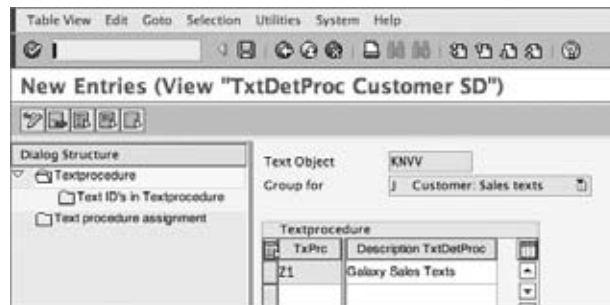 Table View Edit Goto Selection Utilities System Help
New Entries (View "TxtDetProc Customer SD")
Dialog Structure
Textprocedure
Text ID's in Textprocedure
Text procedure assignment
Text Object KNVV
Group for J Customer: Sales texts
Textprocedure
TxPrc Description TxtDetProc
Z1 Galaxy Sales Texts